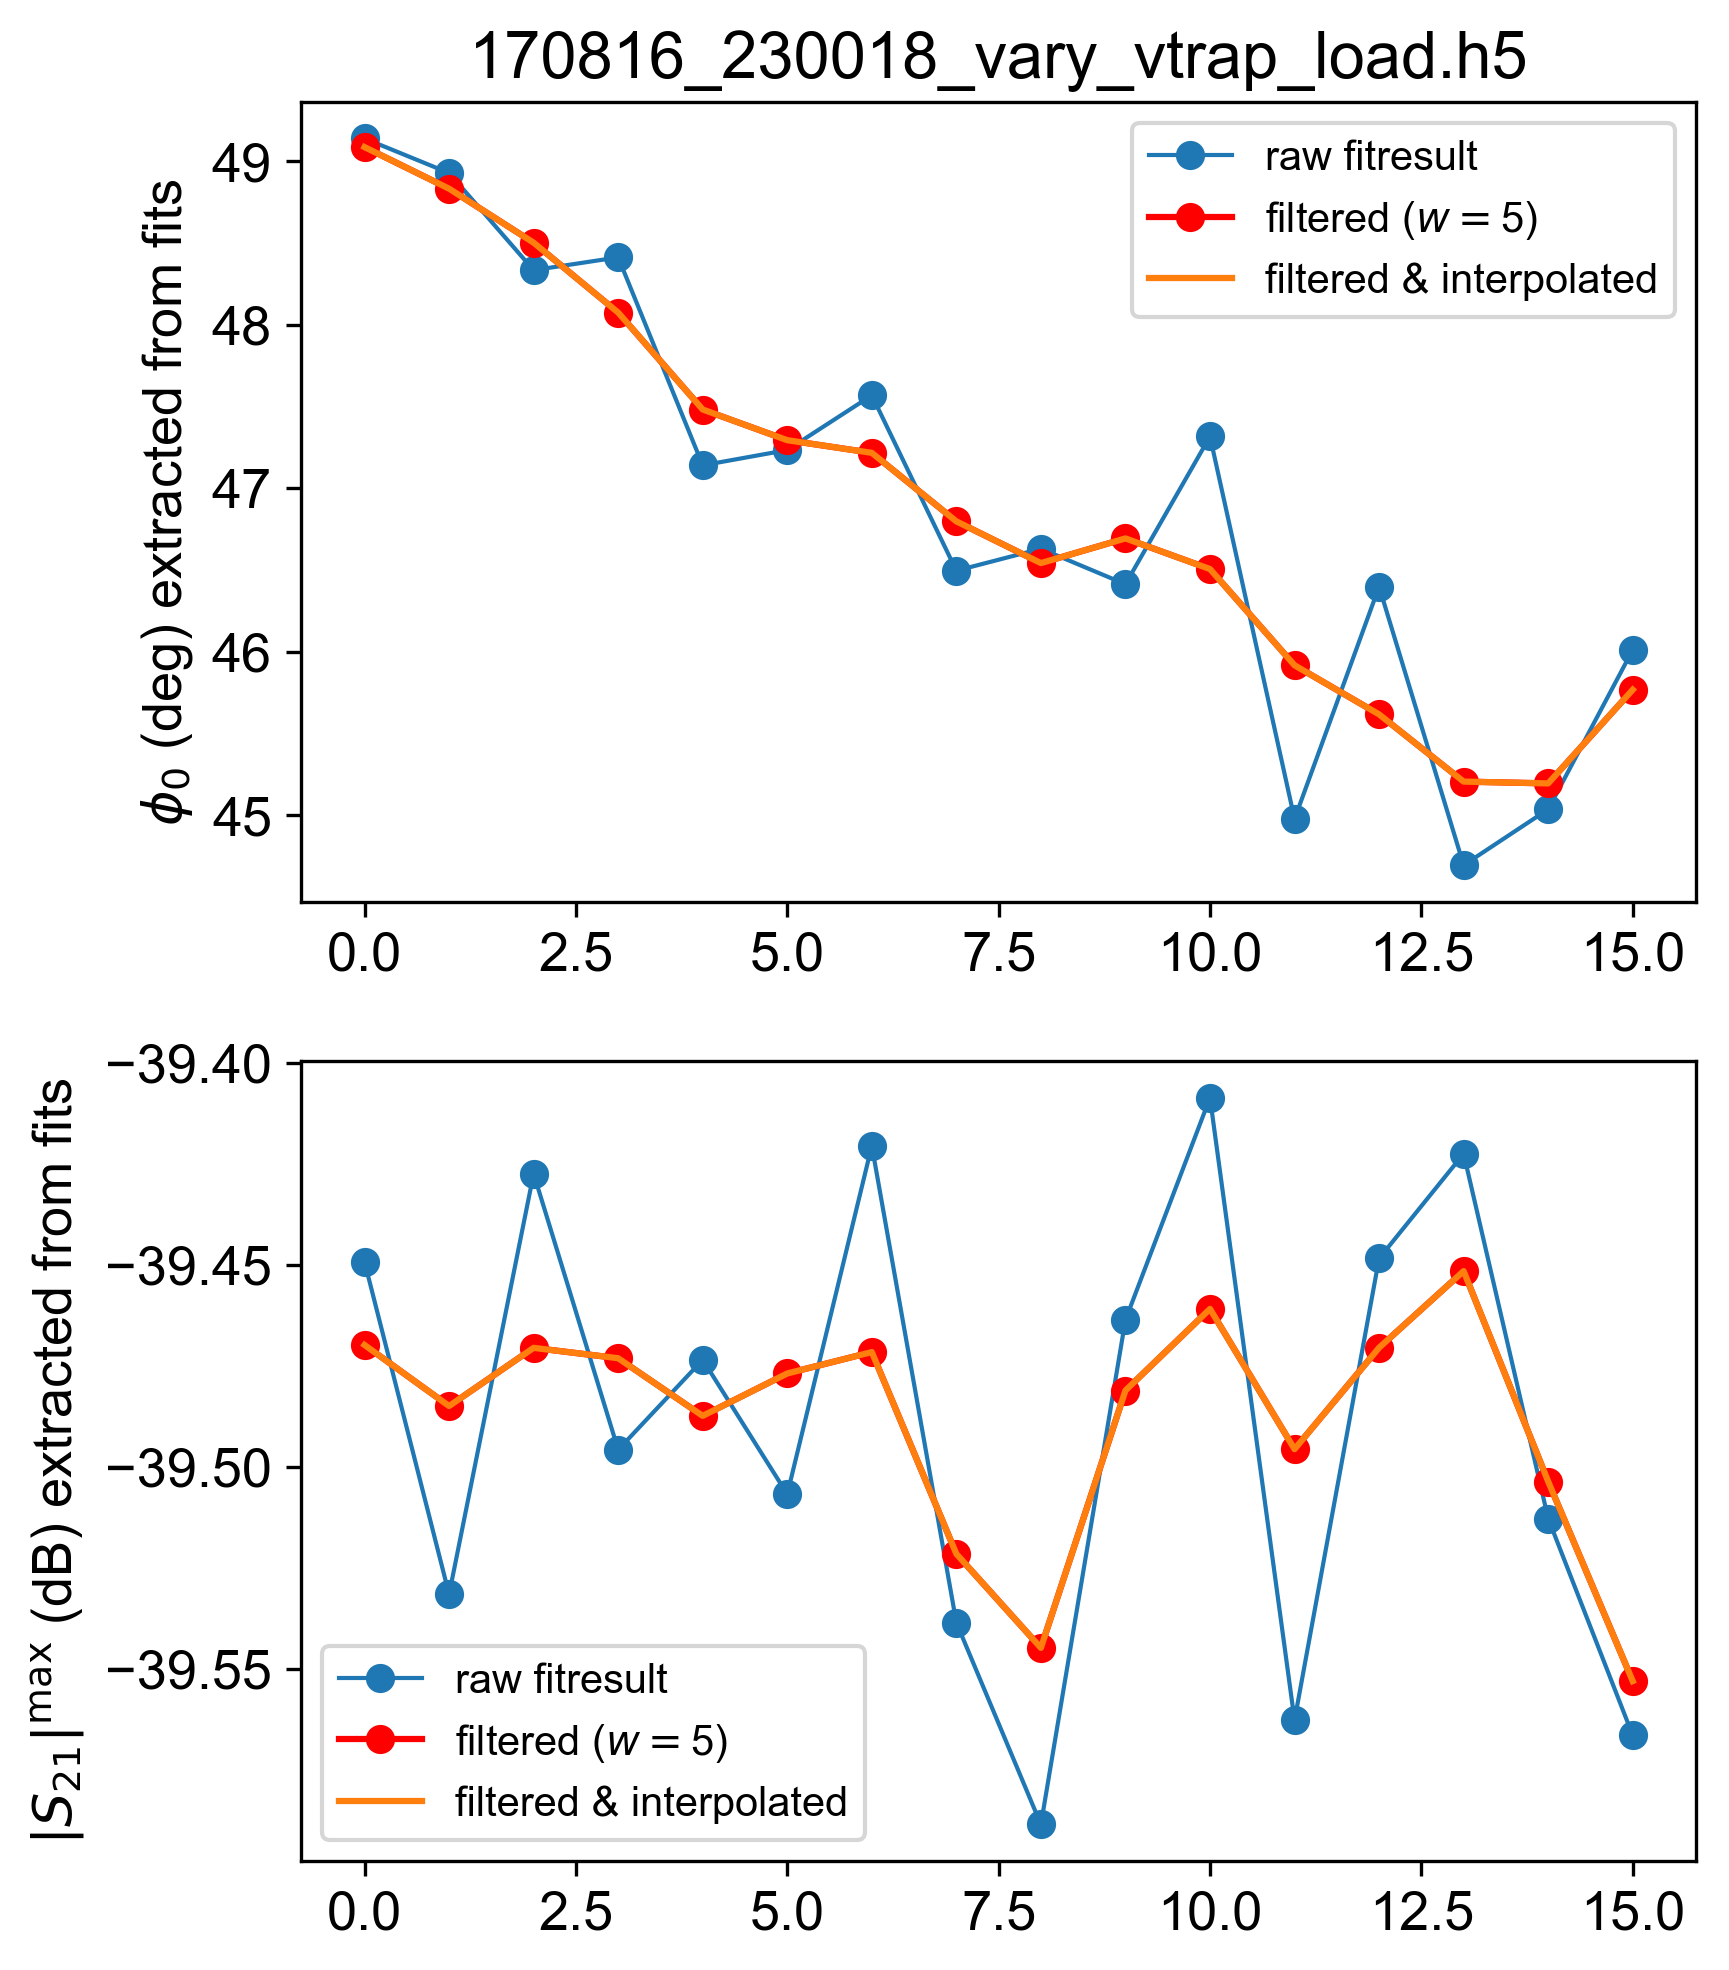 170816_230018_vary_vtrap_load.h5
ϕ₀ (deg) extracted from fits
49
48
47
46
45
raw fitresult
filtered (w = 5)
filtered & interpolated
0.0 2.5 5.0 7.5 10.0 12.5 15.0
|S₂₁|ᵐᵃˣ (dB) extracted from fits
−39.40
−39.45
−39.50
−39.55
raw fitresult
filtered (w = 5)
filtered & interpolated
0.0 2.5 5.0 7.5 10.0 12.5 15.0